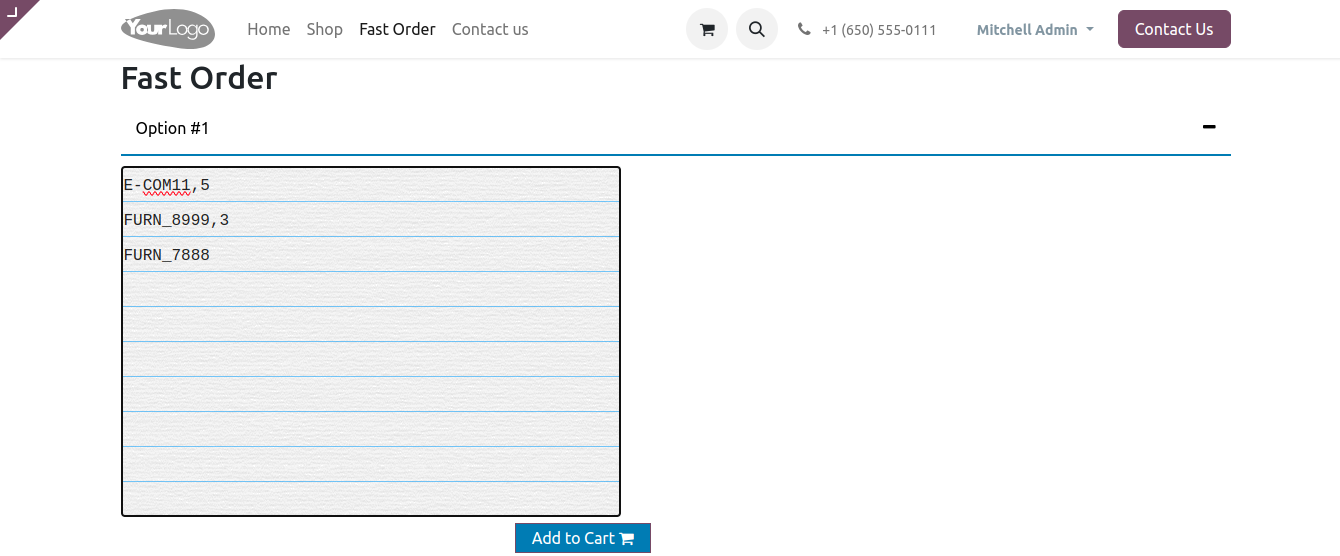 YourLogo
Home Shop Fast Order Contact us
+1 (650) 555-0111
Mitchell Admin
Contact Us
Fast Order
Option #1
E-COM11,5
FURN_8999,3
FURN_7888
Add to Cart